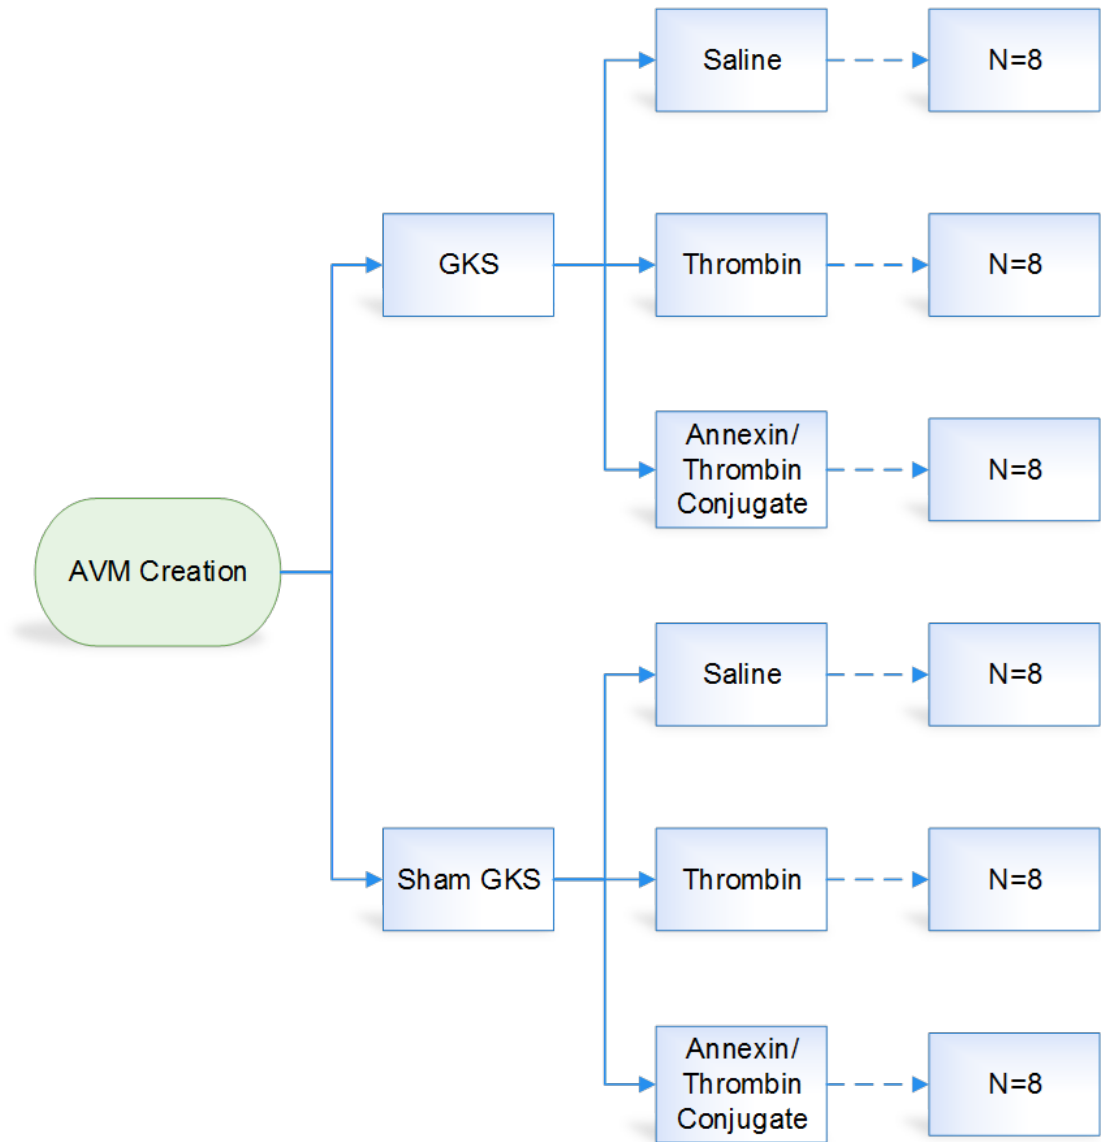 Saline
N=8
GKS
Thrombin
N=8
Annexin/
Thrombin
Conjugate
N=8
AVM Creation
Saline
N=8
Sham GKS
Thrombin
N=8
Annexin/
Thrombin
Conjugate
N=8